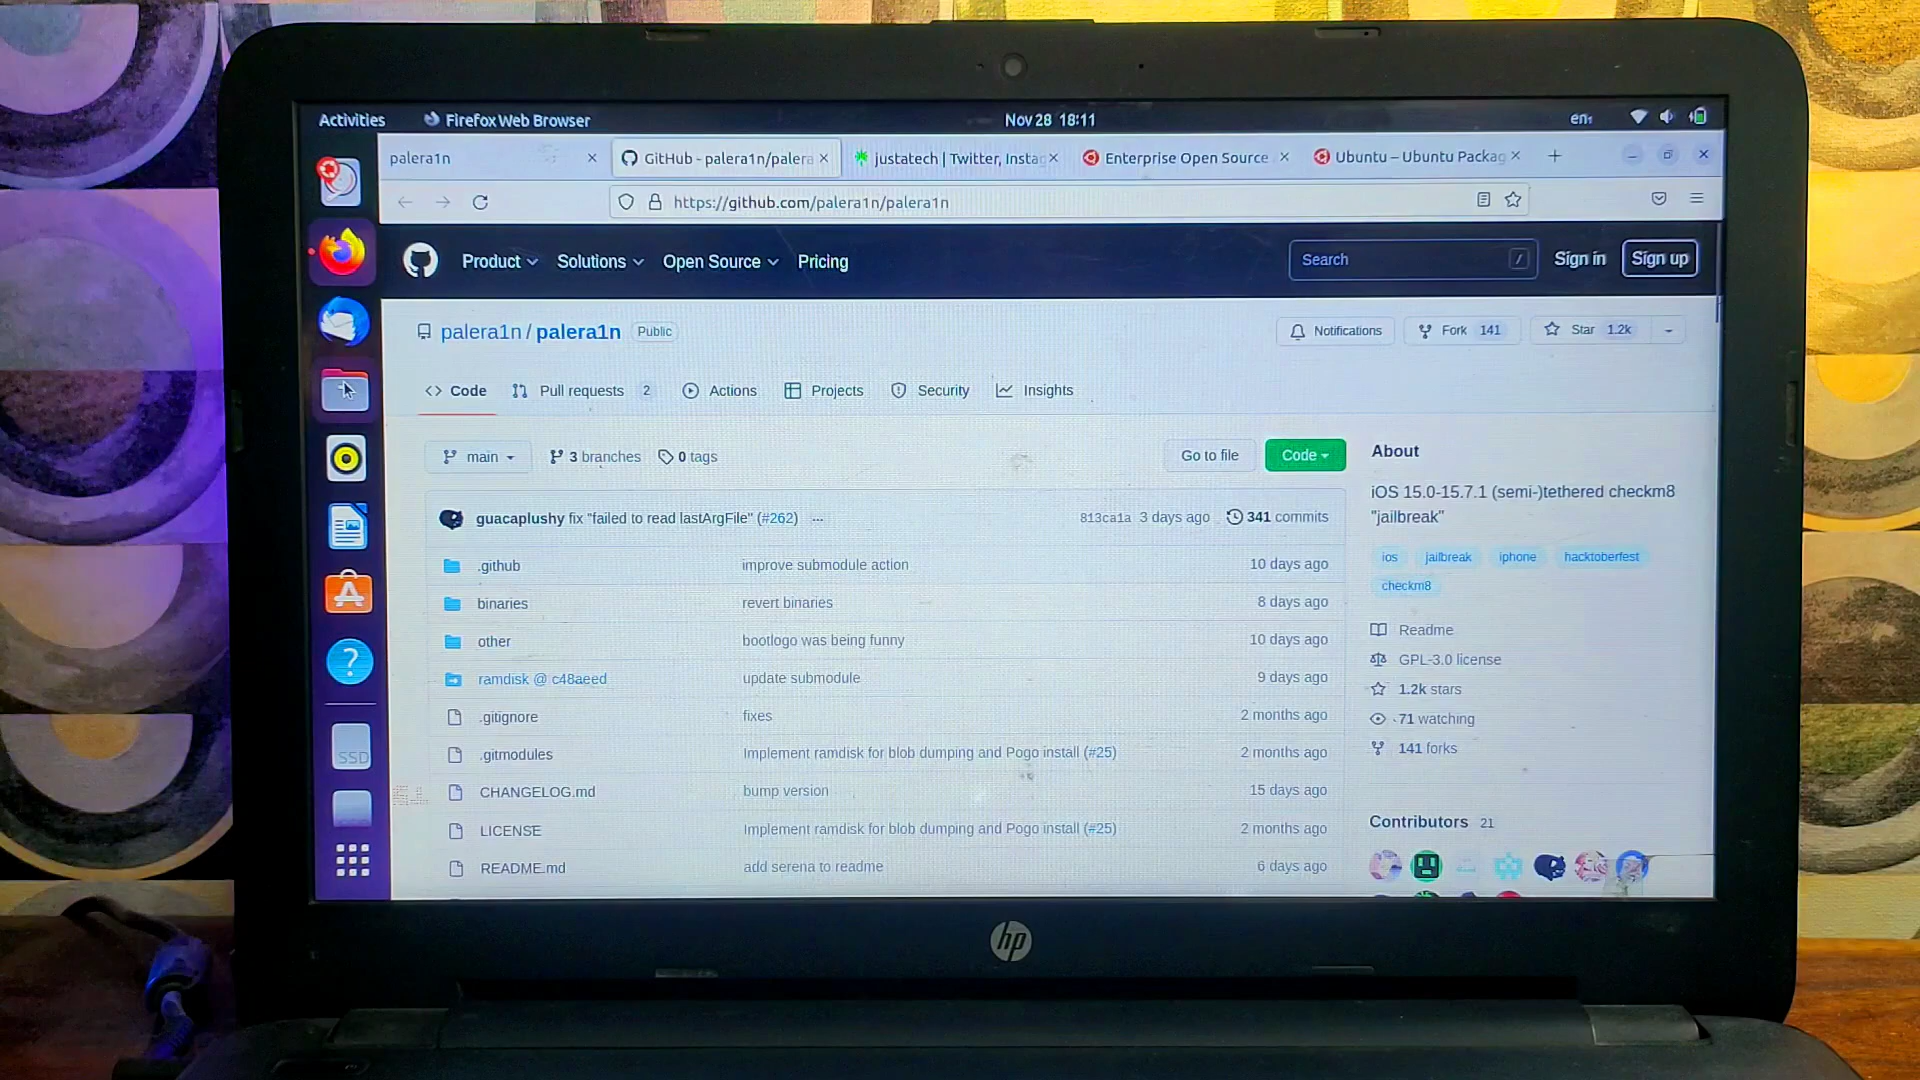 Activities Firefox Web Browser Nov 28 18:11 en₁
palera1n GitHub - palera1n/palera justatech | Twitter, Instag Enterprise Open Source Ubuntu – Ubuntu Packag
https://github.com/palera1n/palera1n
Product Solutions Open Source Pricing Search / Sign in Sign up
palera1n / palera1n Public Notifications Fork 141 Star 1.2k
Code Pull requests 2 Actions Projects Security Insights
main 3 branches 0 tags Go to file Code
guacaplushy fix "failed to read lastArgFile" (#262) ... 813ca1a 3 days ago 341 commits
.github improve submodule action 10 days ago
binaries revert binaries 8 days ago
other bootlogo was being funny 10 days ago
ramdisk @ c48aeed update submodule 9 days ago
.gitignore fixes 2 months ago
.gitmodules Implement ramdisk for blob dumping and Pogo install (#25) 2 months ago
CHANGELOG.md bump version 15 days ago
LICENSE Implement ramdisk for blob dumping and Pogo install (#25) 2 months ago
README.md add serena to readme 6 days ago
About
iOS 15.0-15.7.1 (semi-)tethered checkm8
"jailbreak"
ios jailbreak iphone hacktoberfest
checkm8
Readme
GPL-3.0 license
1.2k stars
71 watching
141 forks
Contributors 21
SSD
hp